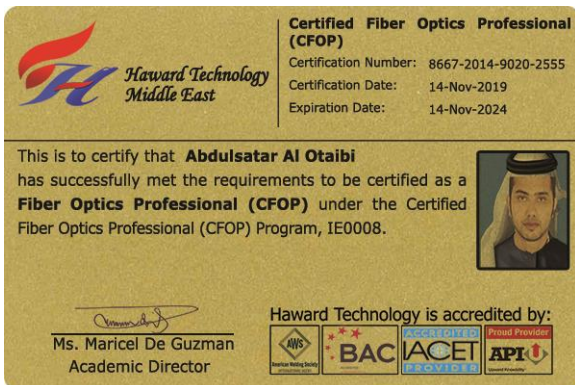 Haward Technology
Middle East
Certified Fiber Optics Professional
(CFOP)
Certification Number: 8667-2014-9020-2555
Certification Date: 14-Nov-2019
Expiration Date: 14-Nov-2024
This is to certify that Abdulsatar Al Otaibi
has successfully met the requirements to be certified as a
Fiber Optics Professional (CFOP) under the Certified
Fiber Optics Professional (CFOP) Program, IE0008.
Ms. Maricel De Guzman
Academic Director
Haward Technology is accredited by:
AWS
American Welding Society
BAC
ACCREDITED
IACET
PROVIDER
Proud Provider
API